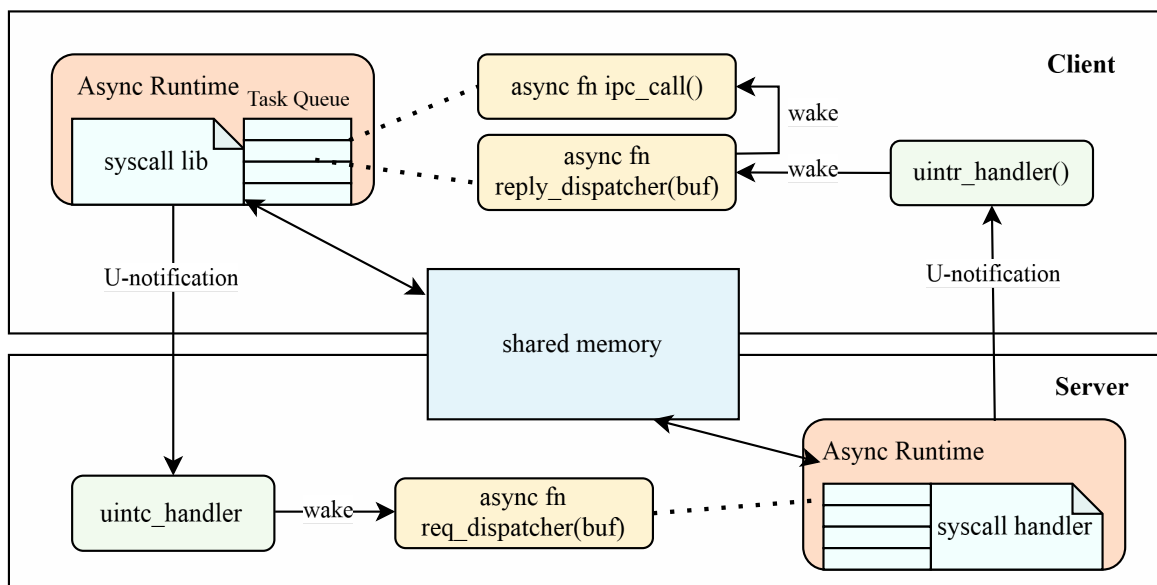 Client
Async Runtime
Task Queue
syscall lib
async fn ipc_call()
wake
async fn
reply_dispatcher(buf)
wake
uintr_handler()
U-notification
U-notification
shared memory
Server
Async Runtime
syscall handler
uintc_handler
wake
async fn
req_dispatcher(buf)